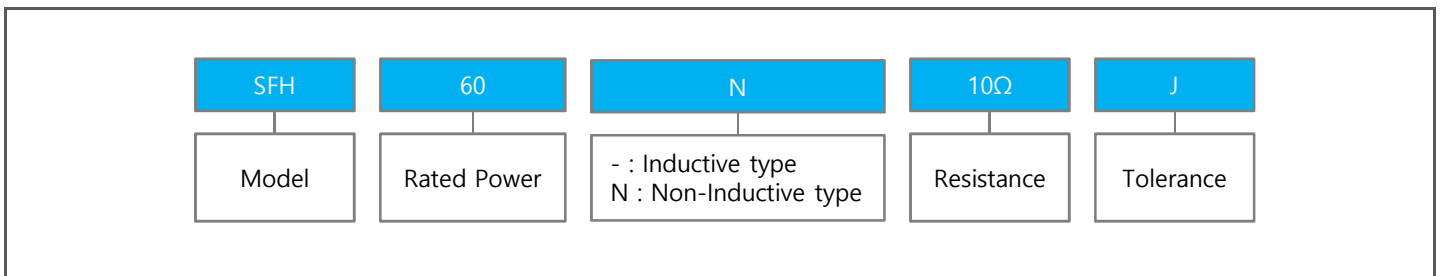 SFH 60 N 10Ω J
Model Rated Power - : Inductive type Resistance Tolerance
N : Non-Inductive type